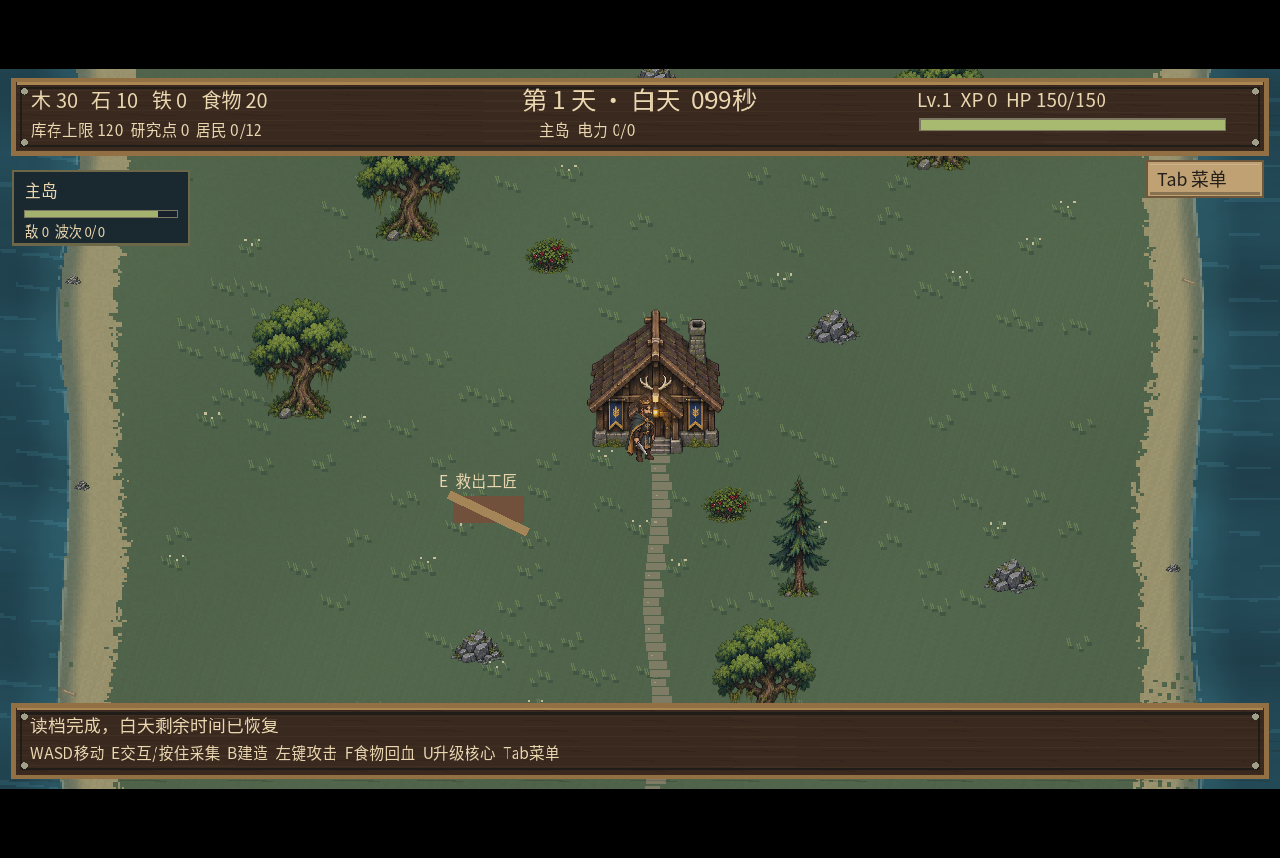 木 30 石 10 铁 0 食物 20
库存上限 120 研究点 0 居民 0/12
第 1 天 · 白天 099秒
主岛 电力 0/0
Lv.1 XP 0 HP 150/150
Tab 菜单
主岛
敌 0 波次 0/0
E 救出工匠
读档完成，白天剩余时间已恢复
WASD移动 E交互/按住采集 B建造 左键攻击 F食物回血 U升级核心 Tab菜单